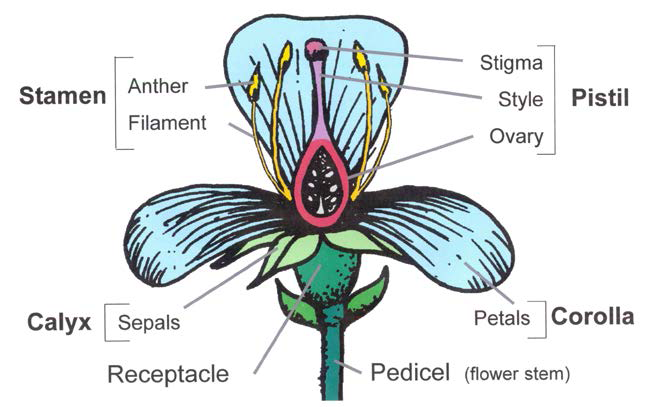 Stamen
Anther
Filament
Stigma
Style
Ovary
Pistil
Calyx
Sepals
Petals
Corolla
Receptacle
Pedicel (flower stem)